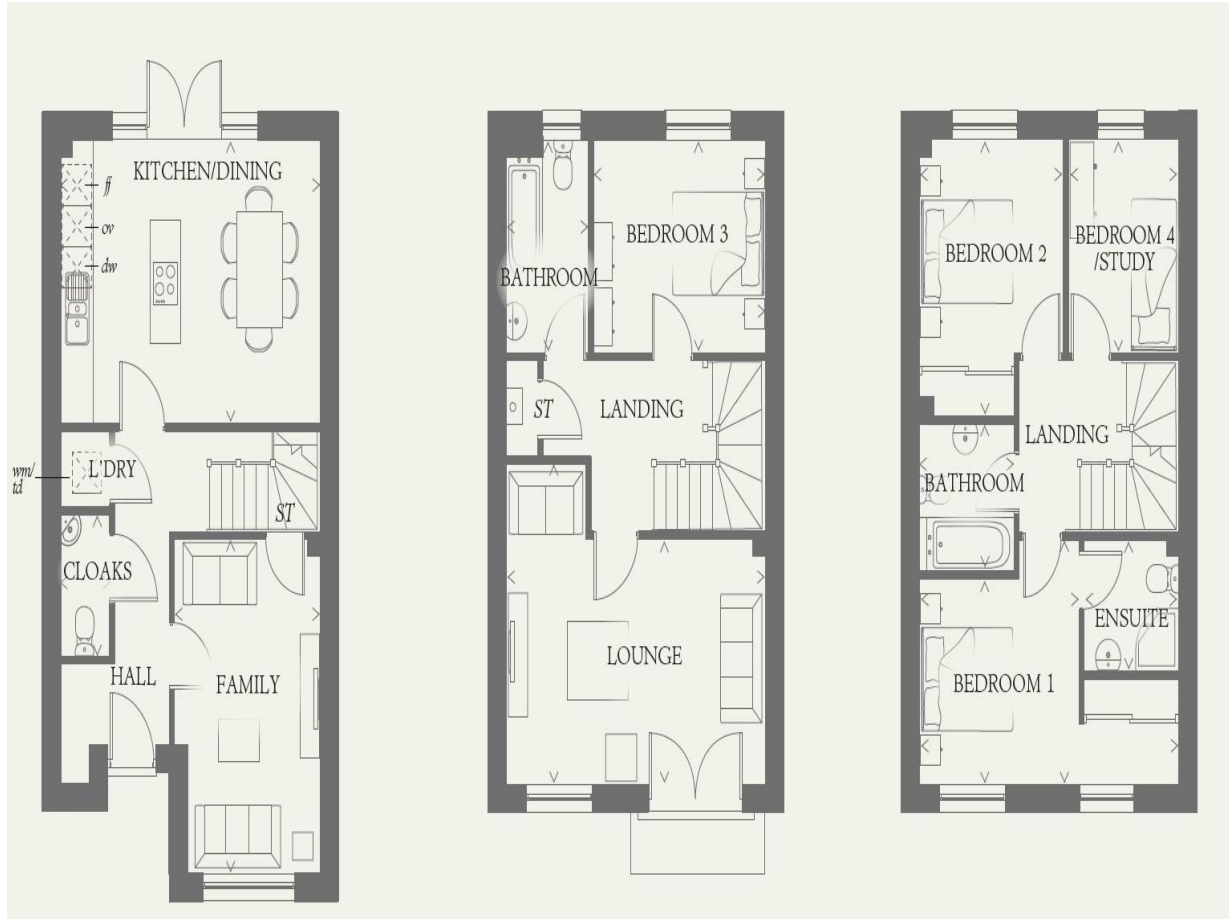 KITCHEN/DINING
ff
ov
dw
wm/
td
L'DRY
ST
CLOAKS
HALL
FAMILY
BATHROOM
BEDROOM 3
ST
LANDING
LOUNGE
BEDROOM 2
BEDROOM 4
/STUDY
LANDING
BATHROOM
ENSUITE
BEDROOM 1